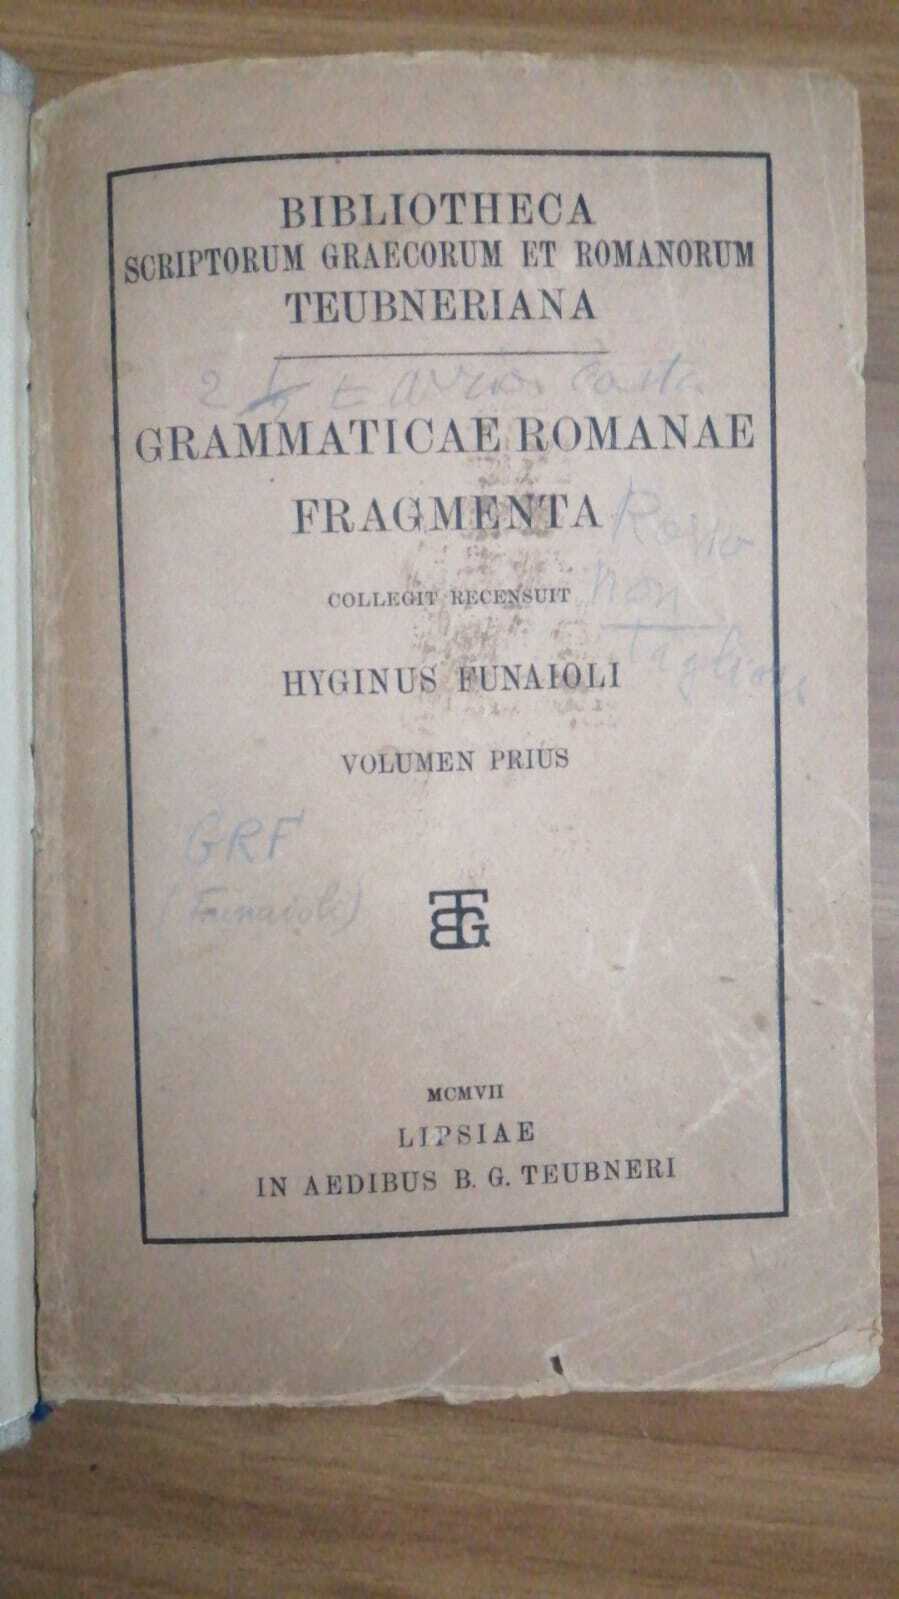 BIBLIOTHECA
SCRIPTORUM GRAECORUM ET ROMANORUM
TEUBNERIANA
GRAMMATICAE ROMANAE
FRAGMENTA
COLLEGIT RECENSUIT
non
HYGINUS FUNAIOLI
VOLUMEN PRIUS
GRF
(Funaioli)
BTG
MCMVII
LIPSIAE
IN AEDIBUS B. G. TEUBNERI